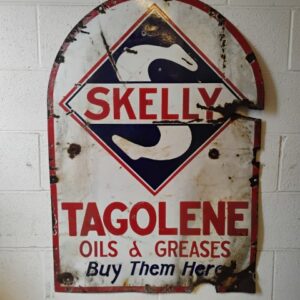 SKELLY
TAGOLENE
OILS & GREASES
Buy Them Here